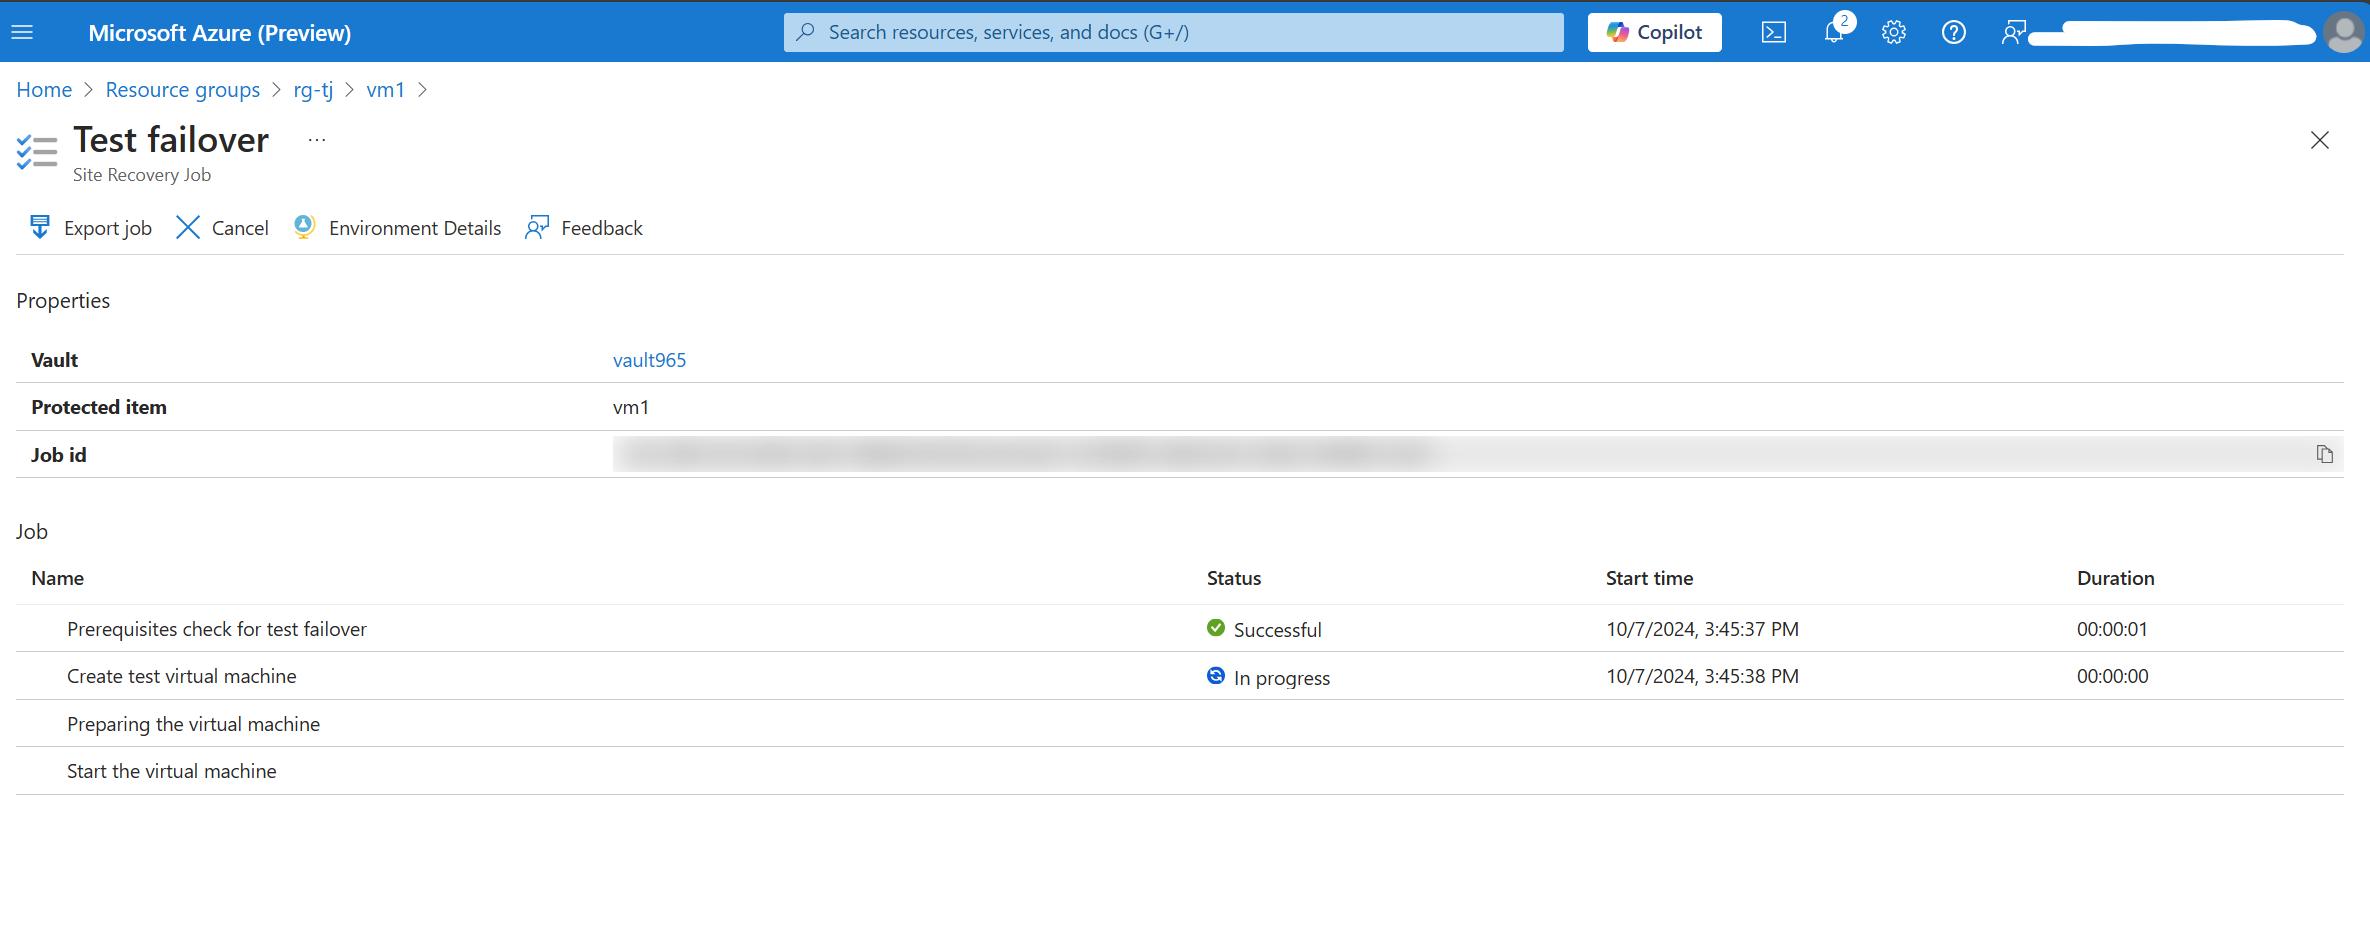 Microsoft Azure (Preview)
Search resources, services, and docs (G+/)
Copilot
2
Home > Resource groups > rg-tj > vm1 >
Test failover ...
Site Recovery Job
Export job
Cancel
Environment Details
Feedback
Properties
Vault vault965
Protected item vm1
Job id
Job
Name Status Start time Duration
Prerequisites check for test failover Successful 10/7/2024, 3:45:37 PM 00:00:01
Create test virtual machine In progress 10/7/2024, 3:45:38 PM 00:00:00
Preparing the virtual machine
Start the virtual machine